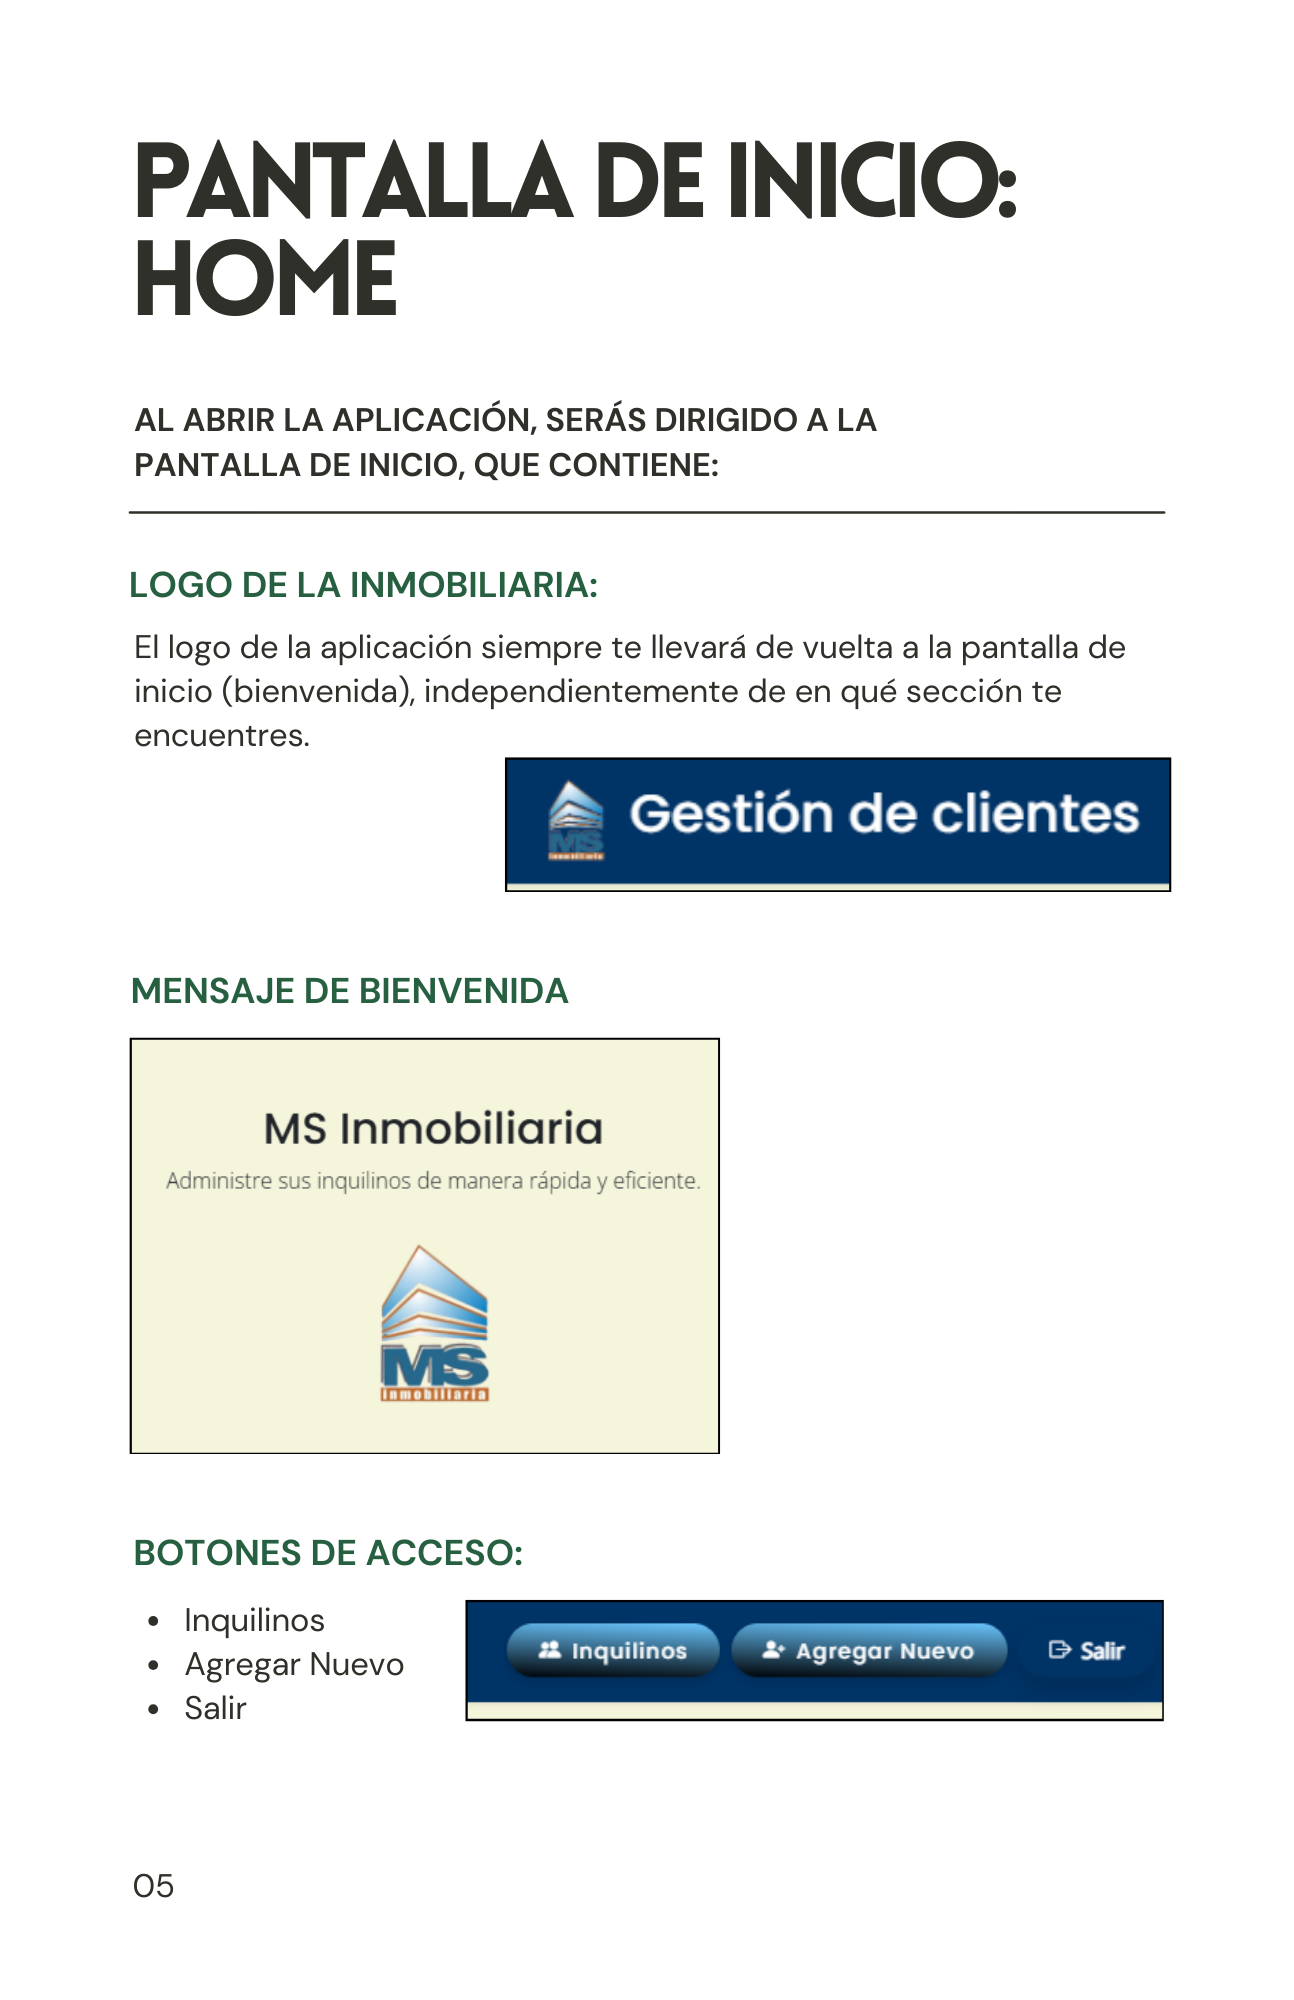 PANTALLA DE INICIO:
HOME
AL ABRIR LA APLICACIÓN, SERÁS DIRIGIDO A LA
PANTALLA DE INICIO, QUE CONTIENE:
LOGO DE LA INMOBILIARIA:
El logo de la aplicación siempre te llevará de vuelta a la pantalla de
inicio (bienvenida), independientemente de en qué sección te
encuentres.
MS
inmobiliaria
Gestión de clientes
MENSAJE DE BIENVENIDA
MS Inmobiliaria
Administre sus inquilinos de manera rápida y eficiente.
MS
inmobiliaria
BOTONES DE ACCESO:
• Inquilinos
• Agregar Nuevo
• Salir
Inquilinos Agregar Nuevo Salir
05